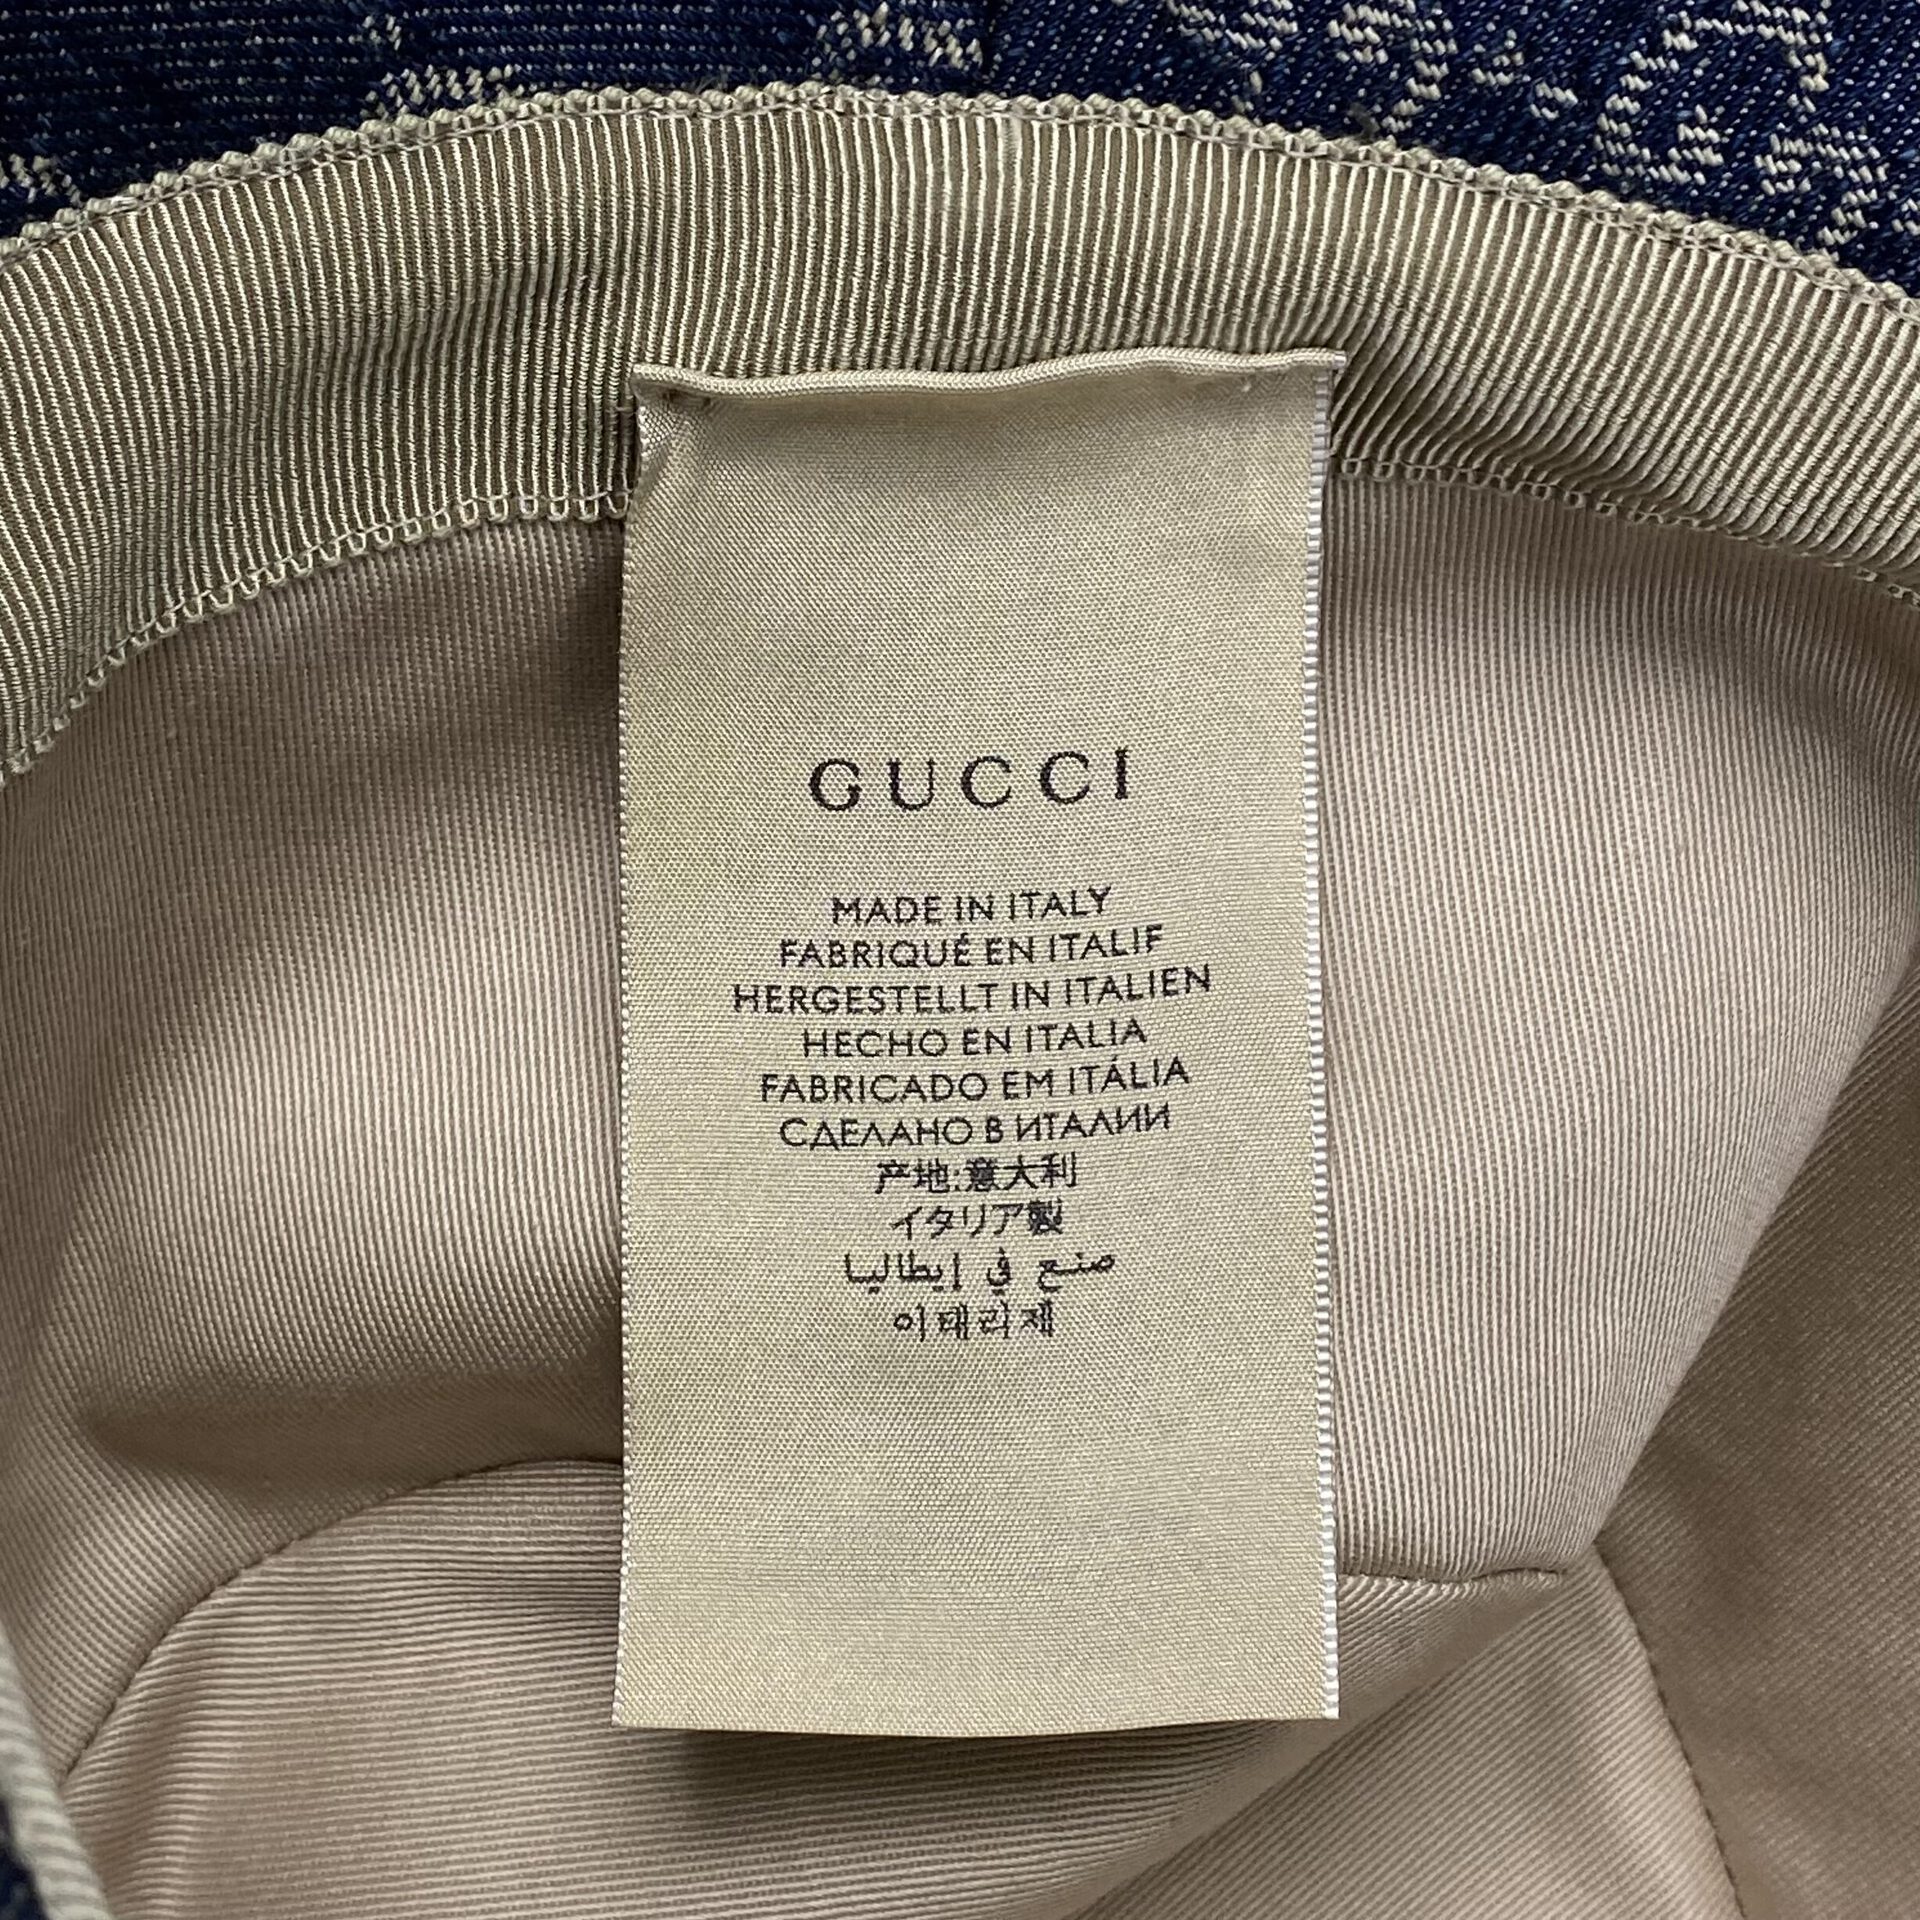 GUCCI
MADE IN ITALY
FABRIQUÉ EN ITALIF
HERGESTELLT IN ITALIEN
HECHO EN ITALIA
FABRICADO EM ITÁLIA
СДЕЛАНО В ИТАЛИИ
产地:意大利
イタリア製
صنع في إيطاليا
이태리제